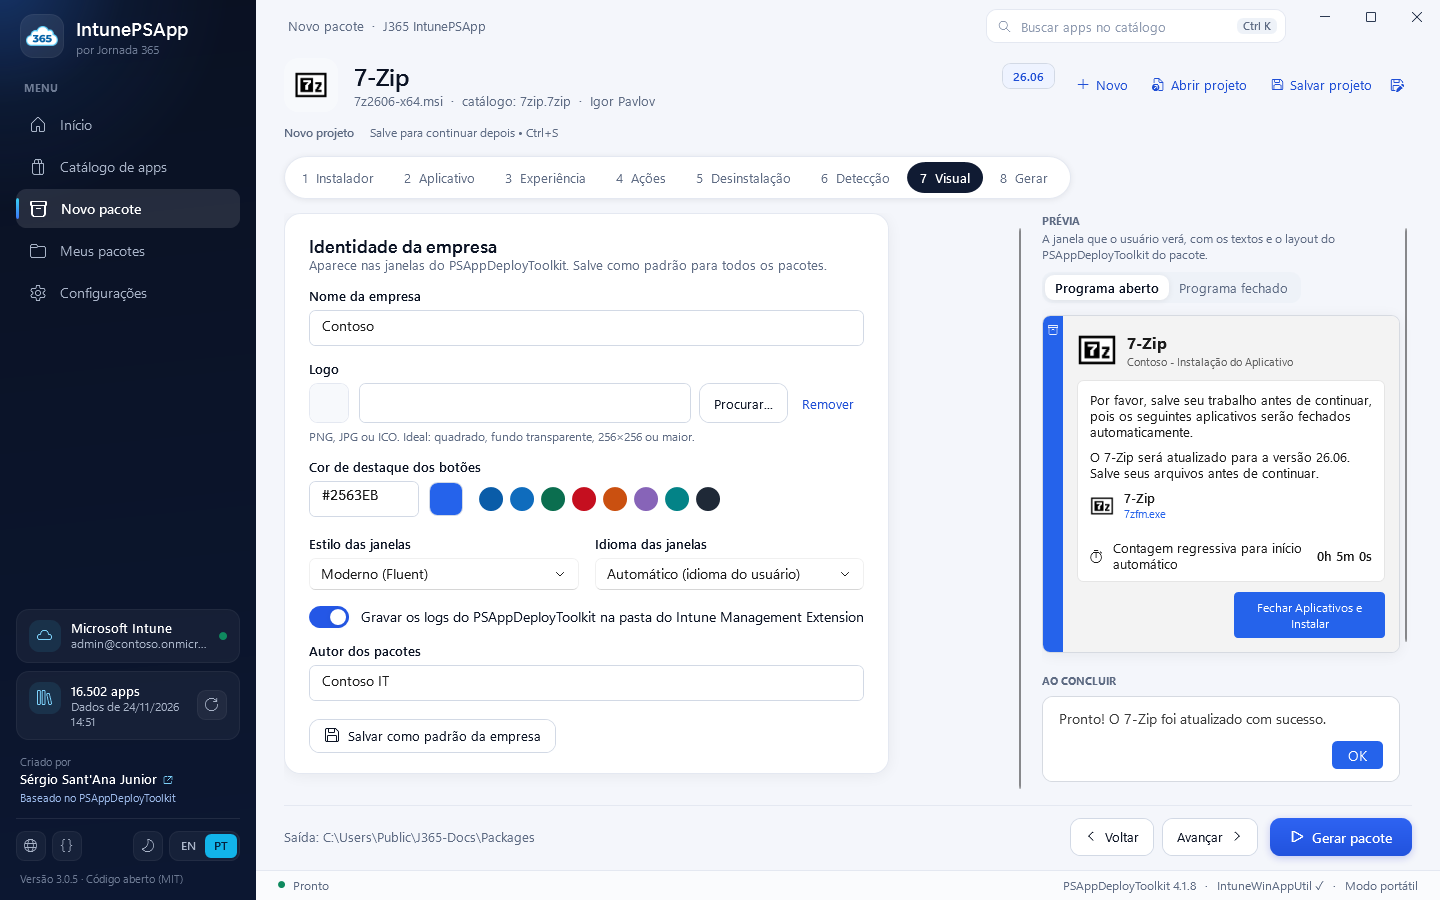 365
IntunePSApp
por Jornada 365
MENU
Início
Catálogo de apps
Novo pacote
Meus pacotes
Configurações
Microsoft Intune
admin@contoso.onmicr...
16.502 apps
Dados de 24/11/2026
14:51
Criado por
Sérgio Sant'Ana Junior
Baseado no PSAppDeployToolkit
{} EN PT
Versão 3.0.5 · Código aberto (MIT)
Novo pacote · J365 IntunePSApp
Buscar apps no catálogo Ctrl K
7z
7-Zip
7z2606-x64.msi · catálogo: 7zip.7zip · Igor Pavlov
26.06
Novo
Abrir projeto
Salvar projeto
Novo projeto Salve para continuar depois • Ctrl+S
1 Instalador 2 Aplicativo 3 Experiência 4 Ações 5 Desinstalação 6 Detecção 7 Visual 8 Gerar
Identidade da empresa
Aparece nas janelas do PSAppDeployToolkit. Salve como padrão para todos os pacotes.
Nome da empresa
Contoso
Logo
Procurar... Remover
PNG, JPG ou ICO. Ideal: quadrado, fundo transparente, 256×256 ou maior.
Cor de destaque dos botões
#2563EB
Estilo das janelas Idioma das janelas
Moderno (Fluent) Automático (idioma do usuário)
Gravar os logs do PSAppDeployToolkit na pasta do Intune Management Extension
Autor dos pacotes
Contoso IT
Salvar como padrão da empresa
PRÉVIA
A janela que o usuário verá, com os textos e o layout do
PSAppDeployToolkit do pacote.
Programa aberto Programa fechado
7z
7-Zip
Contoso - Instalação do Aplicativo
Por favor, salve seu trabalho antes de continuar,
pois os seguintes aplicativos serão fechados
automaticamente.
O 7-Zip será atualizado para a versão 26.06.
Salve seus arquivos antes de continuar.
7z
7-Zip
7zfm.exe
Contagem regressiva para início
automático
0h 5m 0s
Fechar Aplicativos e
Instalar
AO CONCLUIR
Pronto! O 7-Zip foi atualizado com sucesso.
OK
Saída: C:\Users\Public\J365-Docs\Packages
Voltar Avançar Gerar pacote
Pronto
PSAppDeployToolkit 4.1.8 · IntuneWinAppUtil ✓ · Modo portátil